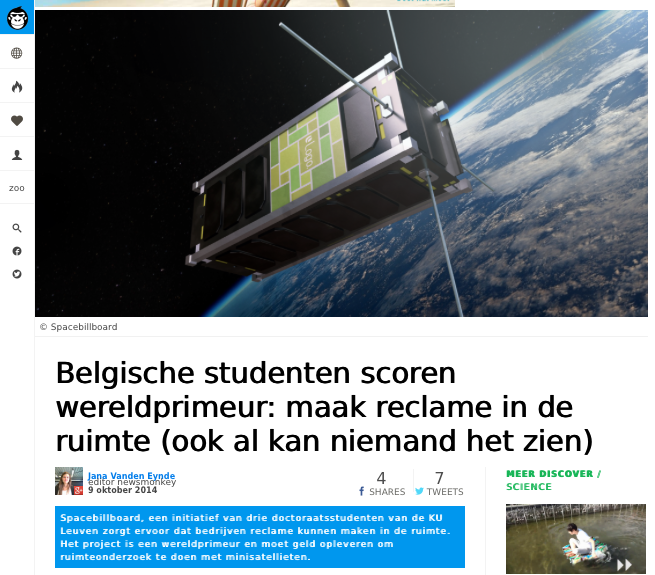 eLogo
zoo
© Spacebillboard
Belgische studenten scoren
wereldprimeur: maak reclame in de
ruimte (ook al kan niemand het zien)
Jana Vanden Eynde
editor newsmonkey
9 oktober 2014
4
SHARES
7
TWEETS
MEER DISCOVER /
SCIENCE
Spacebillboard, een initiatief van drie doctoraatsstudenten van de KU
Leuven zorgt ervoor dat bedrijven reclame kunnen maken in de ruimte.
Het project is een wereldprimeur en moet geld opleveren om
ruimteonderzoek te doen met minisatellieten.